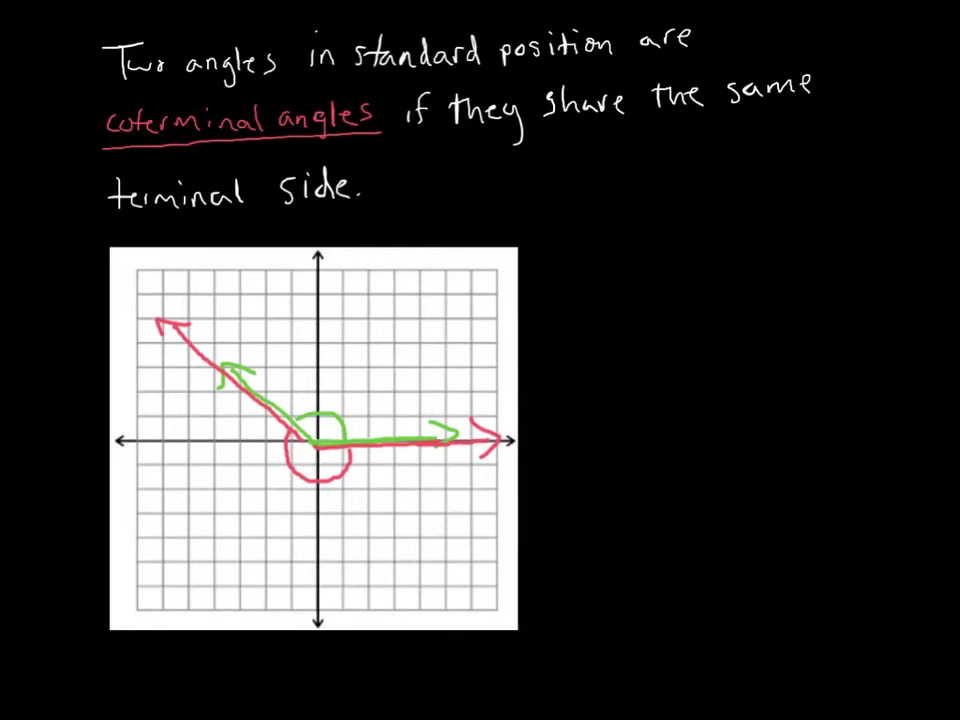 Two angles in standard position are
coterminal angles if they share the same
terminal side.